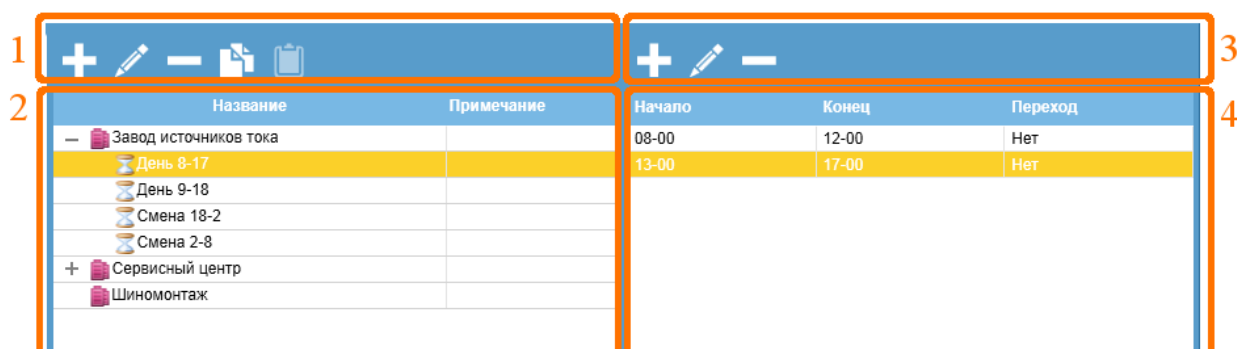 1
3
2
Название Примечание
Начало Конец Переход
4
Завод источников тока
08-00 12-00 Нет
День 8-17
13-00 17-00 Нет
День 9-18
Смена 18-2
Смена 2-8
Сервисный центр
Шиномонтаж